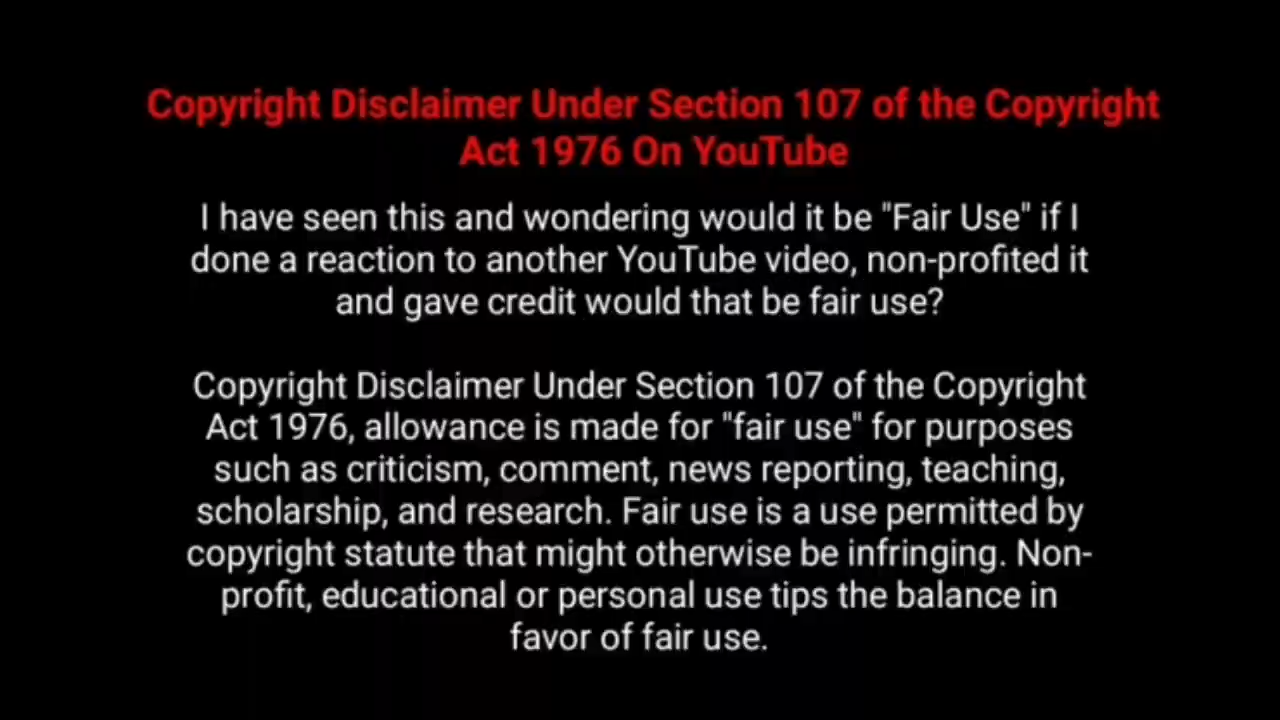 Copyright Disclaimer Under Section 107 of the Copyright
Act 1976 On YouTube
I have seen this and wondering would it be "Fair Use" if I
done a reaction to another YouTube video, non-profited it
and gave credit would that be fair use?
Copyright Disclaimer Under Section 107 of the Copyright
Act 1976, allowance is made for "fair use" for purposes
such as criticism, comment, news reporting, teaching,
scholarship, and research. Fair use is a use permitted by
copyright statute that might otherwise be infringing. Non-
profit, educational or personal use tips the balance in
favor of fair use.